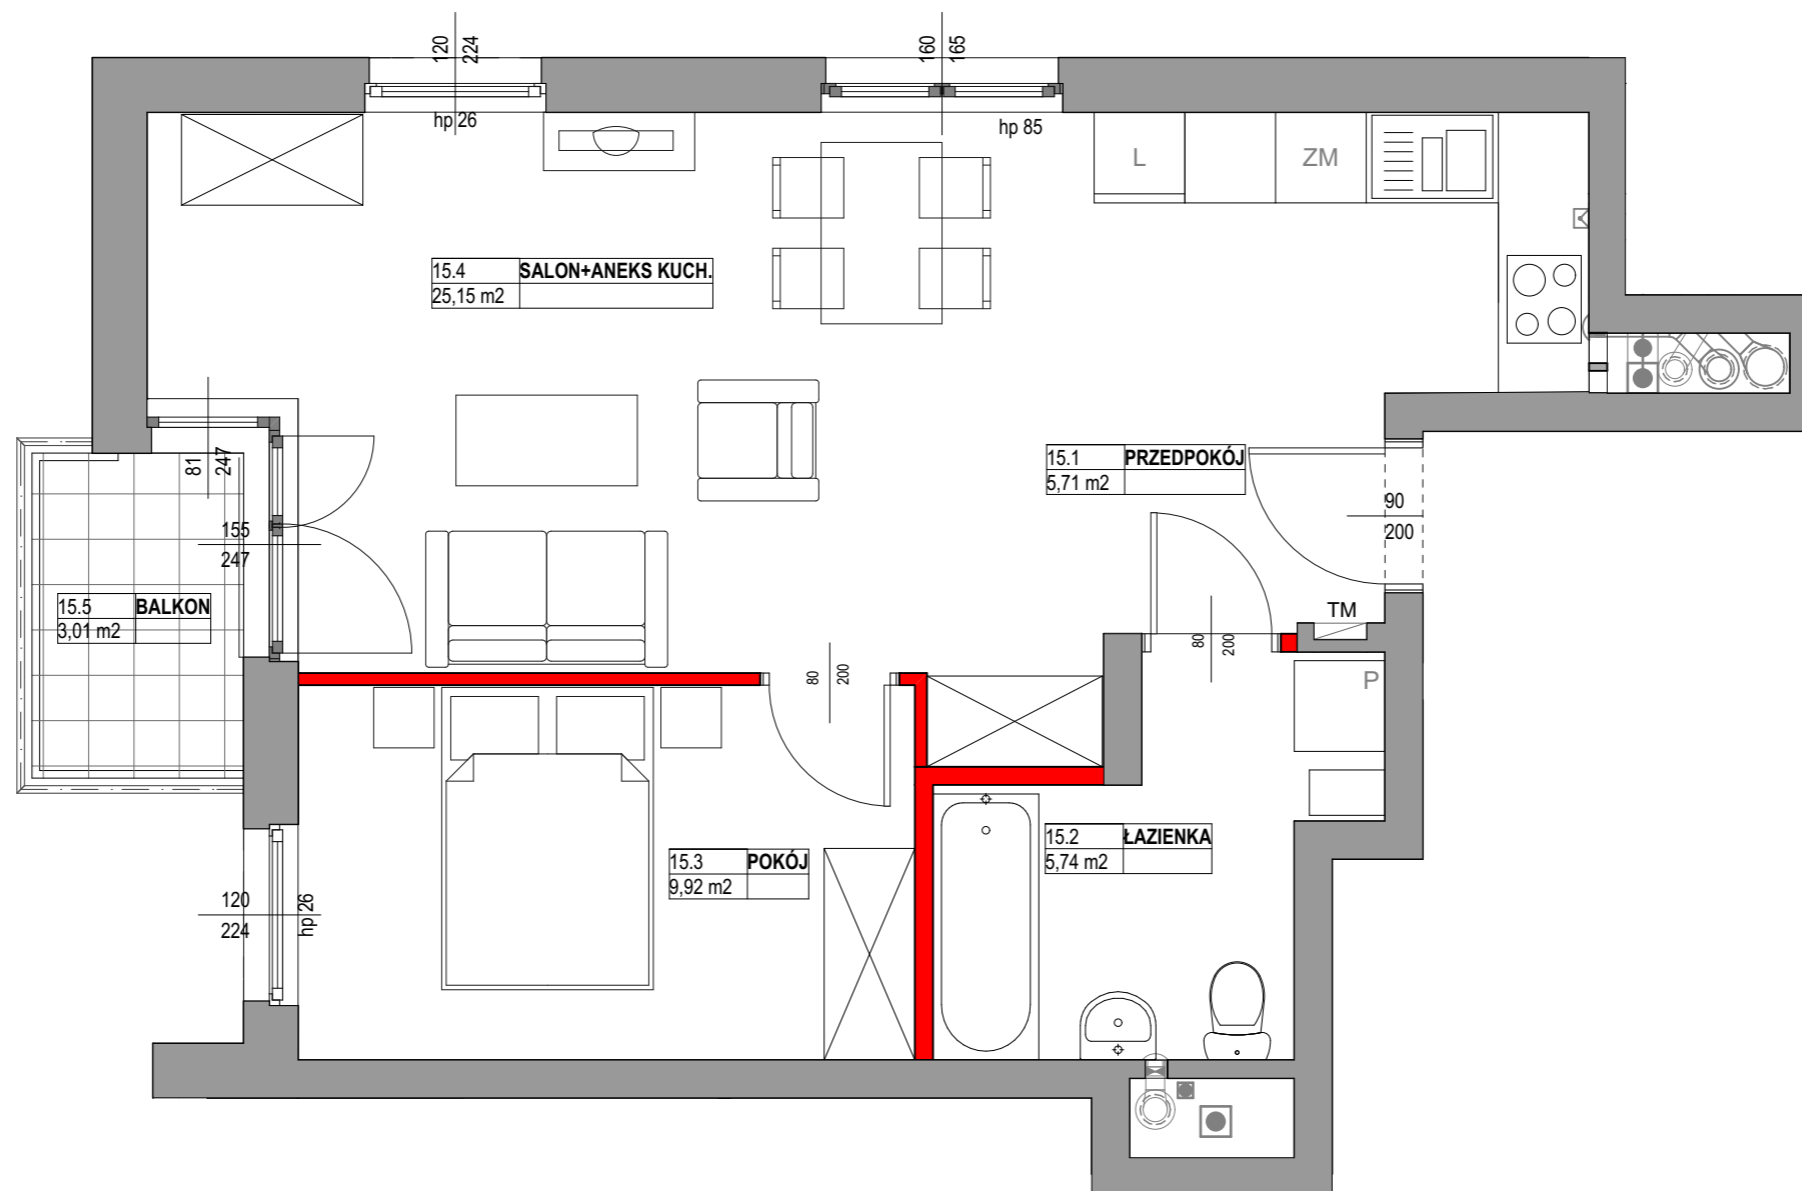 120
224
160
165
hp 26
hp 85
L
ZM
15.4 SALON+ANEKS KUCH.
25,15 m2
81
247
15.1 PRZEDPOKÓJ
5,71 m2
90
200
155
247
15.5 BALKON
3,01 m2
TM
80
200
80
200
P
15.2 ŁAZIENKA
5,74 m2
15.3 POKÓJ
9,92 m2
120
224
hp 26